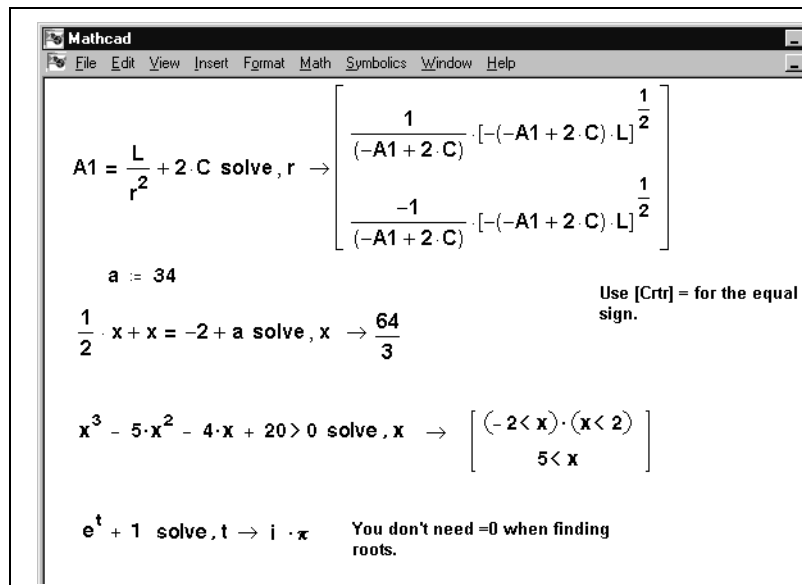 Mathcad
File Edit View Insert Format Math Symbolics Window Help
A1 = L/r^2 + 2·C solve, r → [ 1/(-A1 + 2·C) · [-(-A1 + 2·C)·L]^(1/2)
-1/(-A1 + 2·C) · [-(-A1 + 2·C)·L]^(1/2) ]
a := 34
Use [Crtr] = for the equal
sign.
1/2 · x + x = -2 + a solve, x → 64/3
x^3 - 5·x^2 - 4·x + 20 > 0 solve, x → [ (-2 < x)·(x < 2)
5 < x ]
e^t + 1 solve, t → i · π
You don't need =0 when finding
roots.